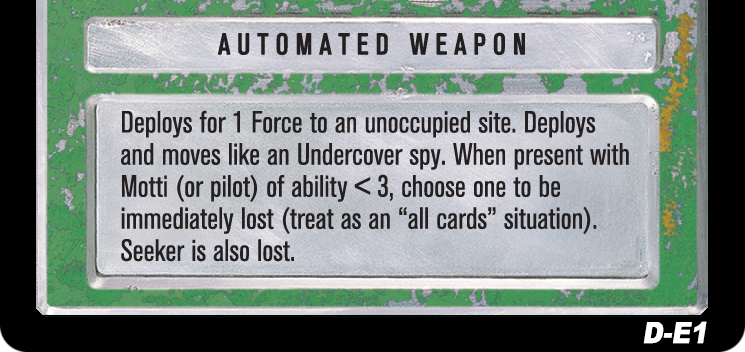 AUTOMATED WEAPON
Deploys for 1 Force to an unoccupied site. Deploys
and moves like an Undercover spy. When present with
Motti (or pilot) of ability < 3, choose one to be
immediately lost (treat as an “all cards” situation).
Seeker is also lost.
D-E1